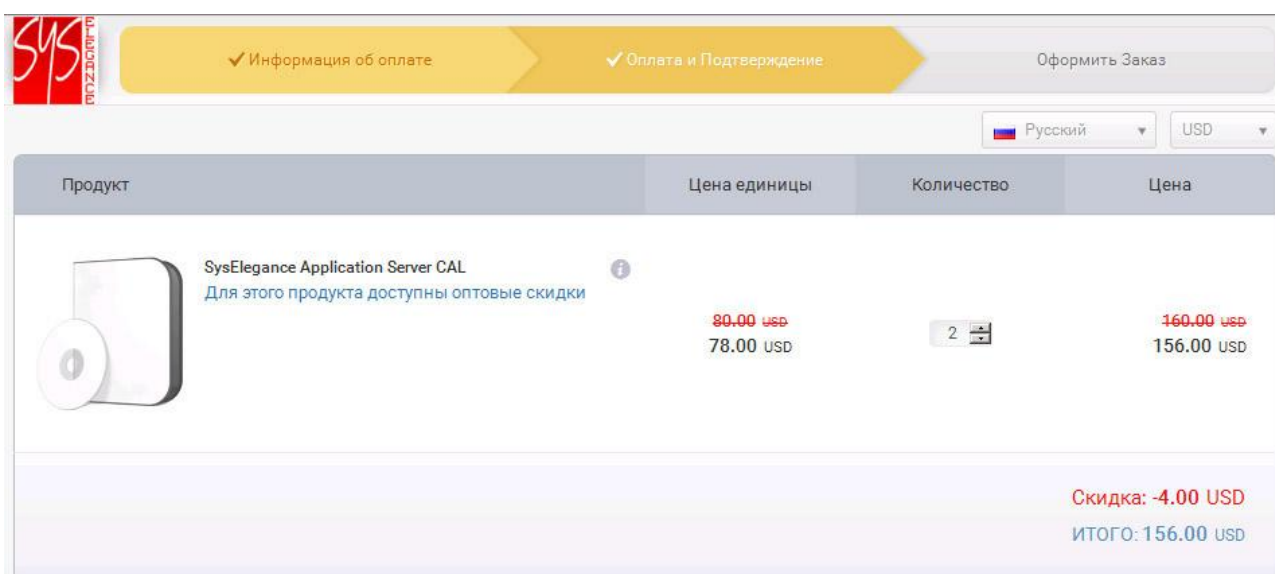 SYS
ELEGANCE
Информация об оплате
Оплата и Подтверждение
Оформить Заказ
Русский
USD
Продукт
Цена единицы
Количество
Цена
SysElegance Application Server CAL
Для этого продукта доступны оптовые скидки
80.00 USD
78.00 USD
2
160.00 USD
156.00 USD
Скидка: -4.00 USD
ИТОГО: 156.00 USD